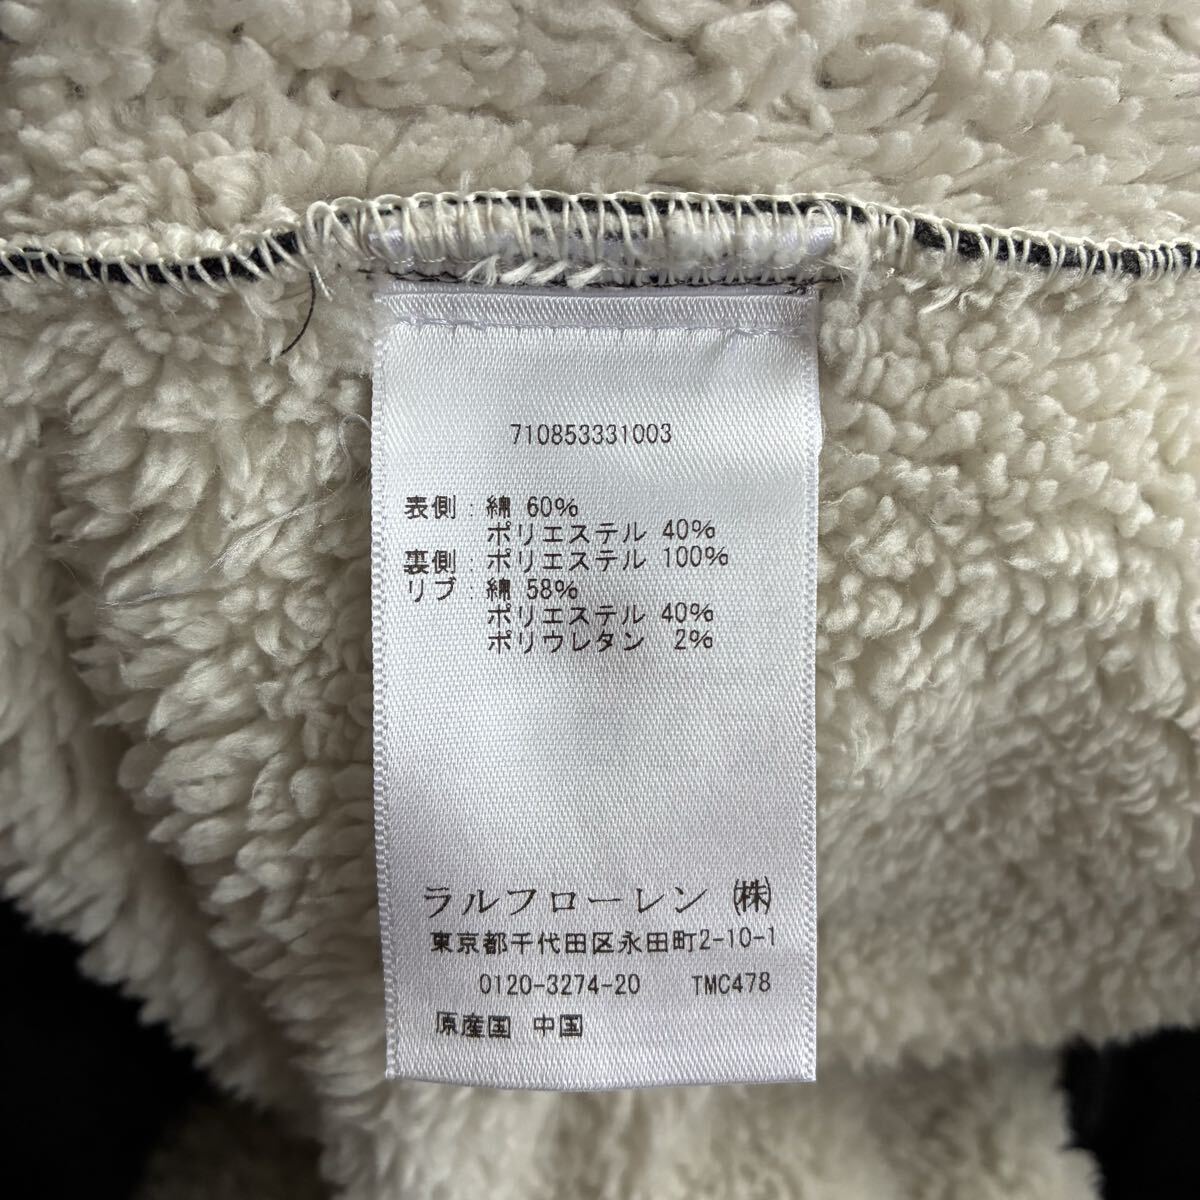 710853331003
表側:綿 60%
ポリエステル 40%
裏側:ポリエステル 100%
リブ:綿 58%
ポリエステル 40%
ポリウレタン 2%
ラルフローレン ㈱
東京都千代田区永田町2-10-1
0120-3274-20 TMC478
原産国 中国